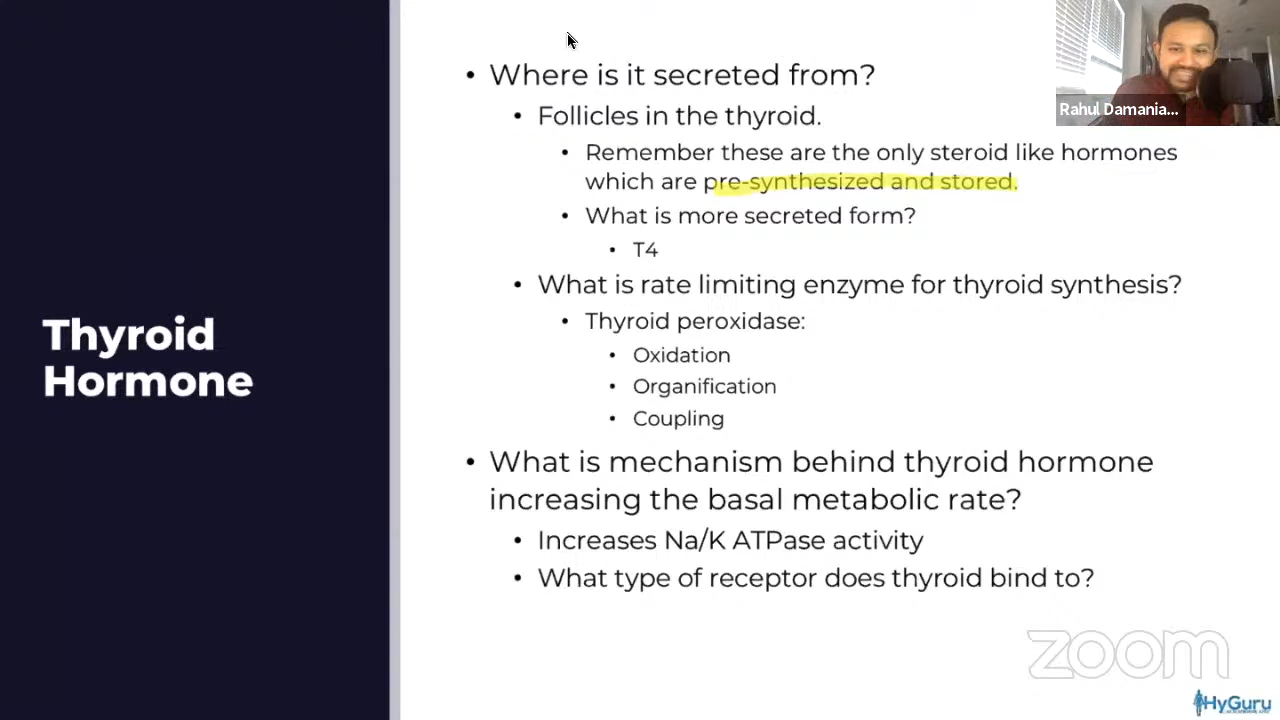 Rahul Damania...
Thyroid
Hormone
• Where is it secreted from?
• Follicles in the thyroid.
• Remember these are the only steroid like hormones
which are pre-synthesized and stored.
• What is more secreted form?
• T4
• What is rate limiting enzyme for thyroid synthesis?
• Thyroid peroxidase:
• Oxidation
• Organification
• Coupling
• What is mechanism behind thyroid hormone
increasing the basal metabolic rate?
• Increases Na/K ATPase activity
• What type of receptor does thyroid bind to?
zoom
HyGuru